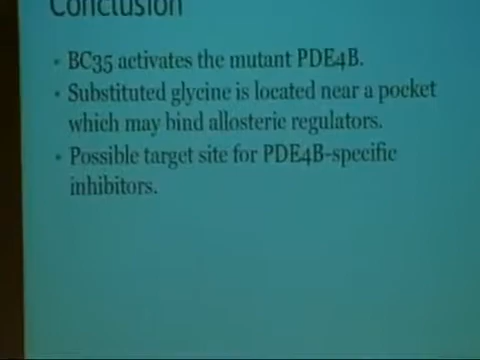 Conclusion
• BC35 activates the mutant PDE4B.
• Substituted glycine is located near a pocket
which may bind allosteric regulators.
• Possible target site for PDE4B-specific
inhibitors.